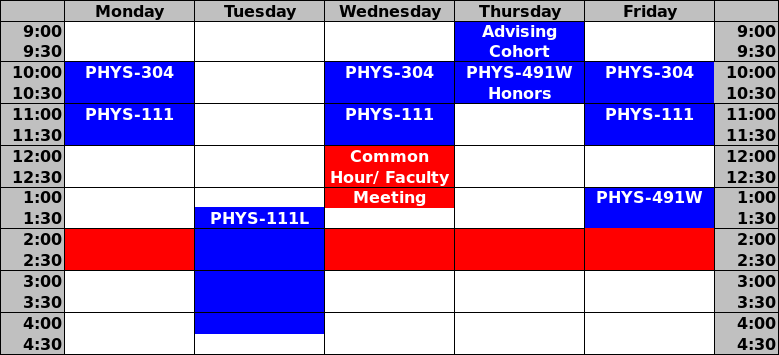 Monday Tuesday Wednesday Thursday Friday
9:00 Advising 9:00
9:30 Cohort 9:30
10:00 PHYS-304 PHYS-304 PHYS-491W PHYS-304 10:00
10:30 Honors 10:30
11:00 PHYS-111 PHYS-111 PHYS-111 11:00
11:30 11:30
12:00 Common 12:00
12:30 Hour/ Faculty 12:30
1:00 Meeting PHYS-491W 1:00
1:30 PHYS-111L 1:30
2:00 2:00
2:30 2:30
3:00 3:00
3:30 3:30
4:00 4:00
4:30 4:30